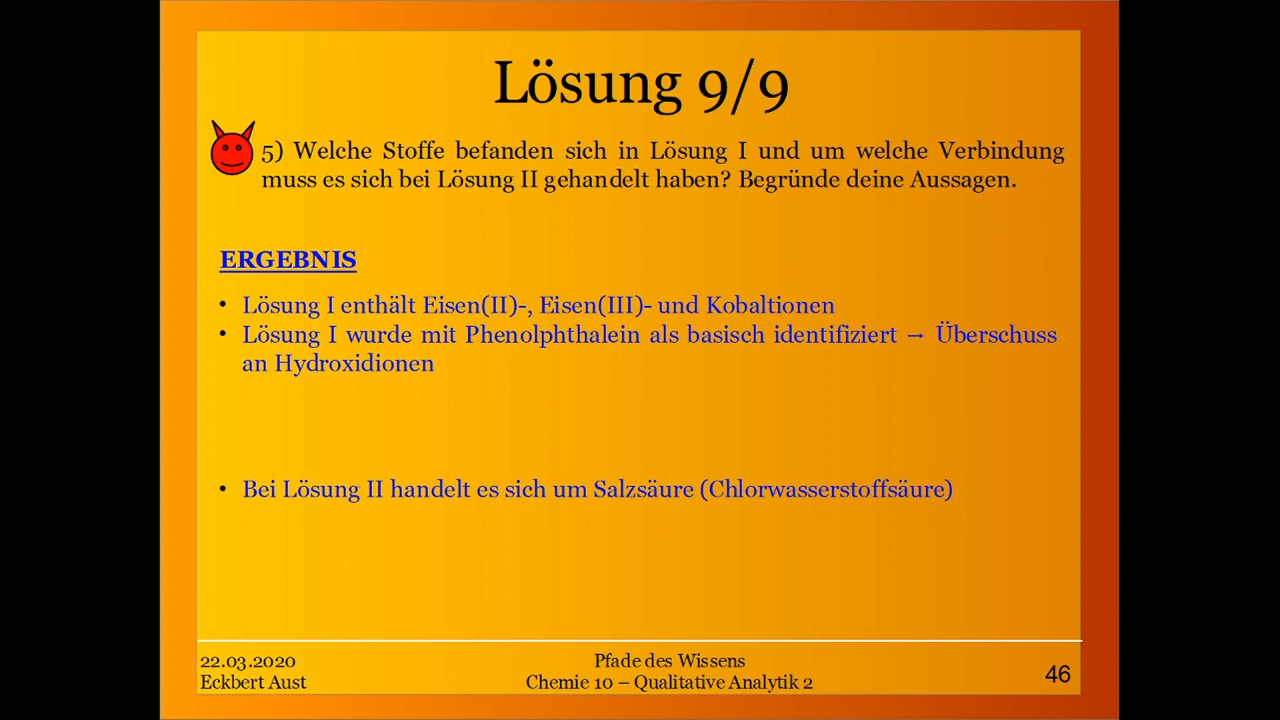 Lösung 9/9
5) Welche Stoffe befanden sich in Lösung I und um welche Verbindung
muss es sich bei Lösung II gehandelt haben? Begründe deine Aussagen.
ERGEBNIS
• Lösung I enthält Eisen(II)-, Eisen(III)- und Kobaltionen
• Lösung I wurde mit Phenolphthalein als basisch identifiziert → Überschuss
an Hydroxidionen
• Bei Lösung II handelt es sich um Salzsäure (Chlorwasserstoffsäure)
22.03.2020
Eckbert Aust
Pfade des Wissens
Chemie 10 – Qualitative Analytik 2
46